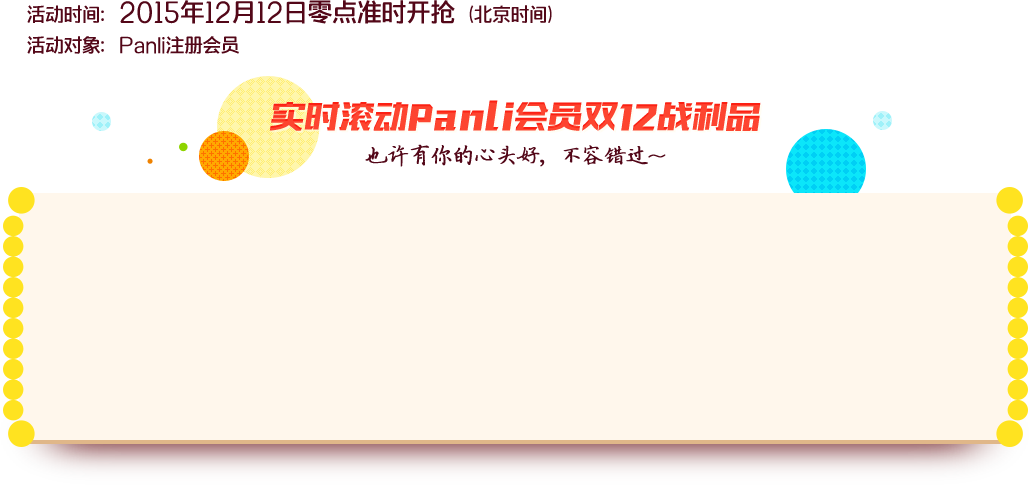 活动时间： 2015年12月12日零点准时开抢（北京时间）
活动对象： Panli注册会员
实时滚动Panli会员双12战利品
也许有你的心头好，不容错过~